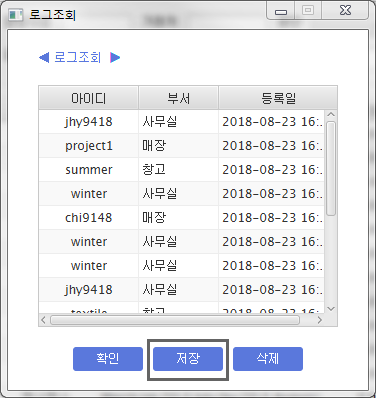 로그조회
◀ 로그조회 ▶
아이디 부서 등록일
jhy9418 사무실 2018-08-23 16:..
project1 매장 2018-08-23 16:..
summer 창고 2018-08-23 16:..
winter 사무실 2018-08-23 16:..
chi9148 매장 2018-08-23 16:..
winter 사무실 2018-08-23 16:..
winter 사무실 2018-08-23 16:..
jhy9418 사무실 2018-08-23 16:..
textile 창고 2018-08-23 16:..
확인 저장 삭제